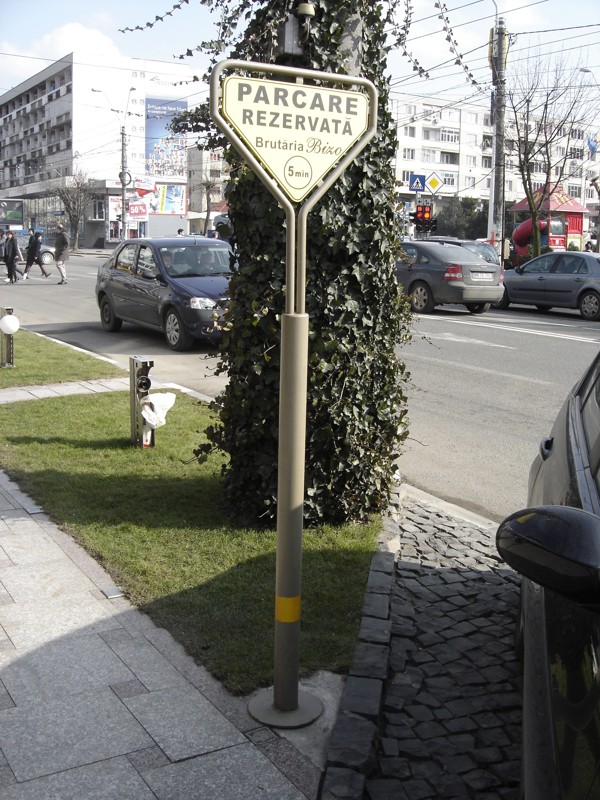 PARCARE
REZERVATĂ
Brutăria Bizo
5min